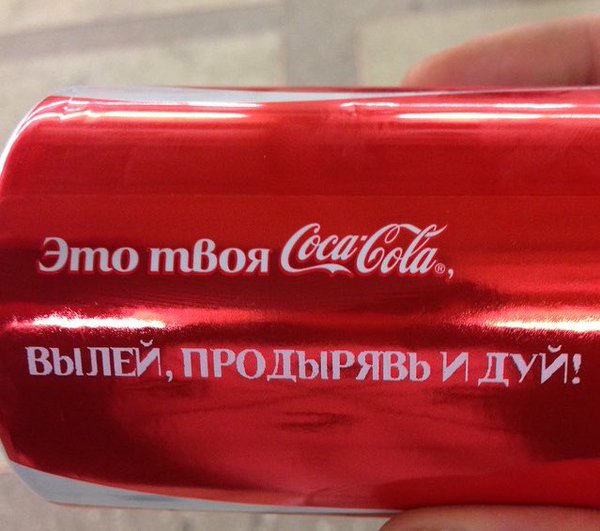 Это твоя Coca-Cola®,
ВЫЛЕЙ, ПРОДЫРЯВЬ И ДУЙ!